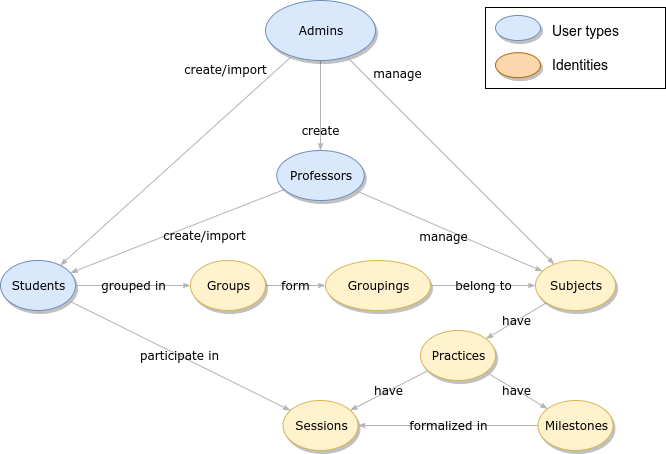 Admins
User types
Identities
create/import
manage
create
Professors
create/import
manage
Students
grouped in
Groups
form
Groupings
belong to
Subjects
have
participate in
Practices
have
have
Sessions
formalized in
Milestones